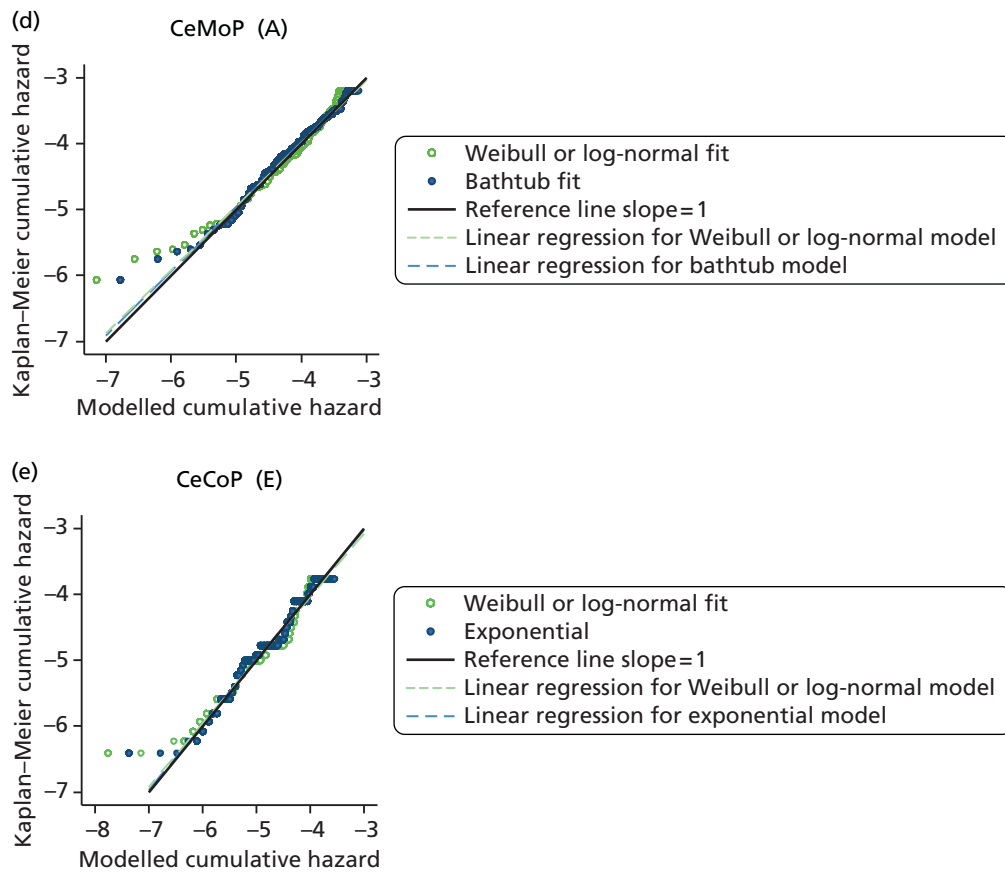 (d)
CeMoP (A)
Kaplan–Meier cumulative hazard
–3
–4
–5
–6
–7
–7 –6 –5 –4 –3
Modelled cumulative hazard
Weibull or log-normal fit
Bathtub fit
Reference line slope=1
Linear regression for Weibull or log-normal model
Linear regression for bathtub model
(e)
CeCoP (E)
Kaplan–Meier cumulative hazard
–3
–4
–5
–6
–7
–8 –7 –6 –5 –4 –3
Modelled cumulative hazard
Weibull or log-normal fit
Exponential
Reference line slope=1
Linear regression for Weibull or log-normal model
Linear regression for exponential model